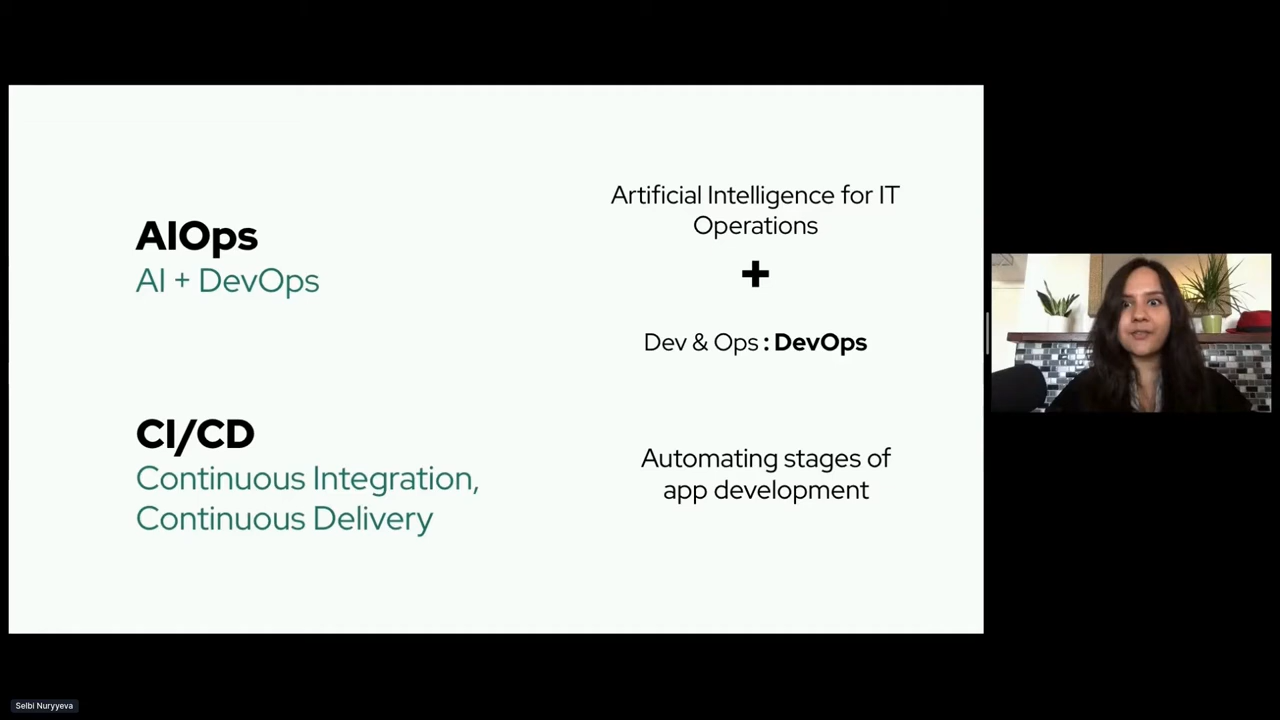 AIOps
AI + DevOps
Artificial Intelligence for IT
Operations
+
Dev & Ops : DevOps
CI/CD
Continuous Integration,
Continuous Delivery
Automating stages of
app development
Selbi Nuryyeva